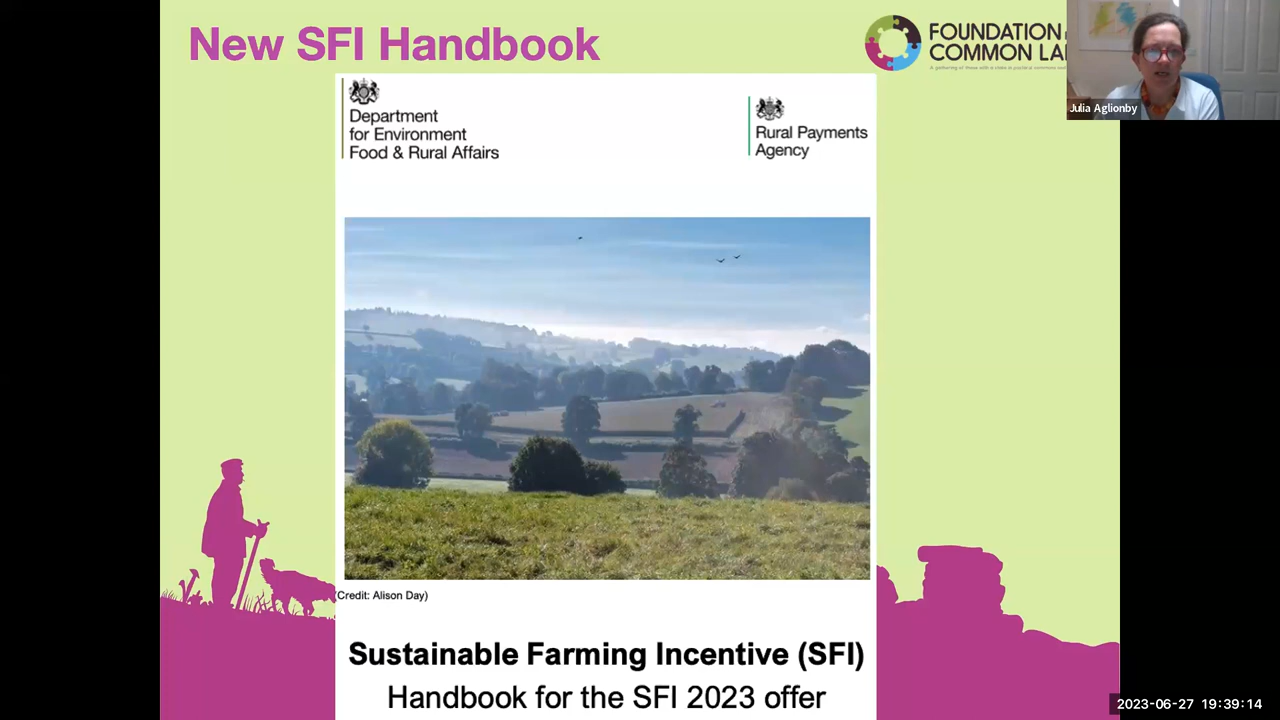 New SFI Handbook
FOUNDATION
COMMON LA
Julia Aglionby
Department
for Environment
Food & Rural Affairs
Rural Payments
Agency
(Credit: Alison Day)
Sustainable Farming Incentive (SFI)
Handbook for the SFI 2023 offer
2023-06-27 19:39:14